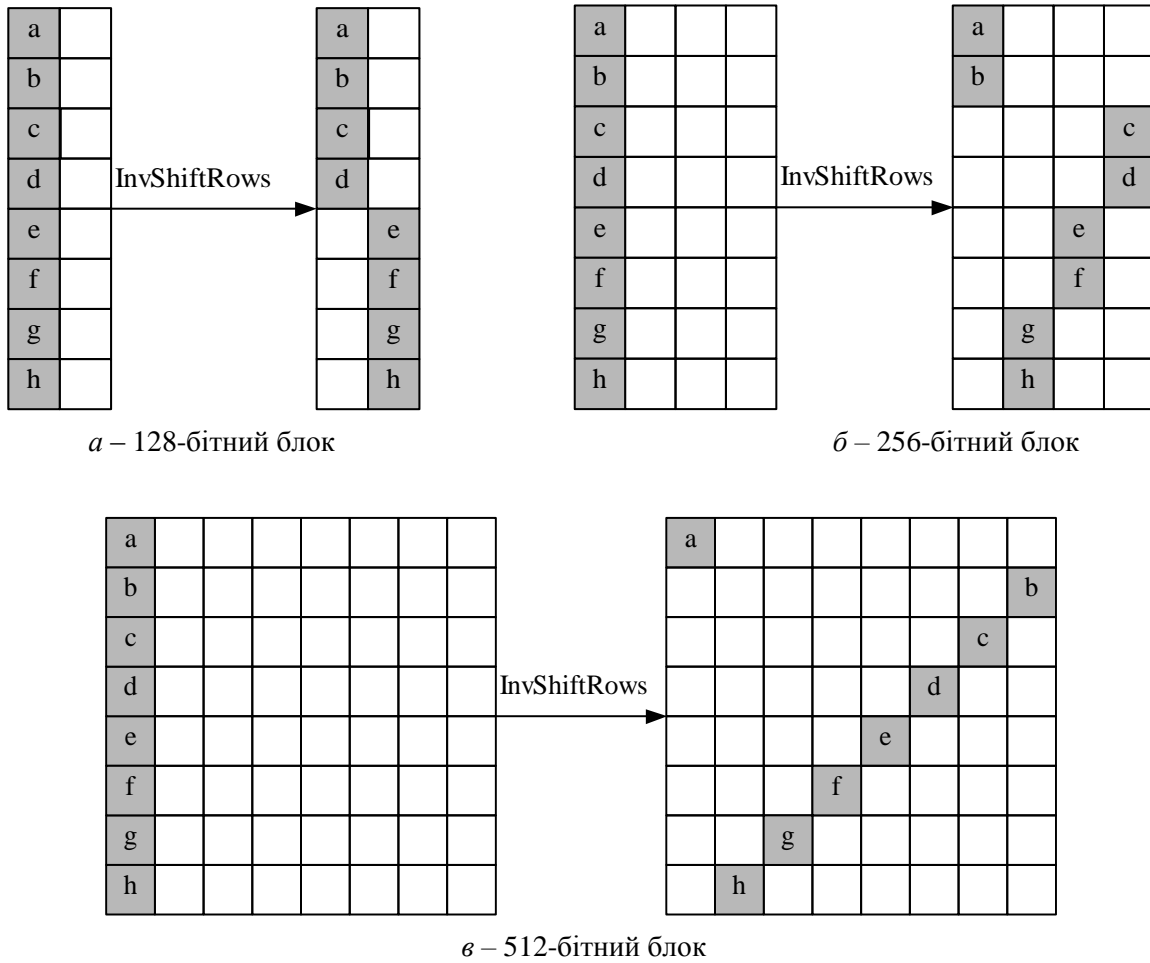 a a a a
b b b b
c c c c
d InvShiftRows d d InvShiftRows d
e e e e
f f f f
g g g g
h h h h
а – 128-бітний блок б – 256-бітний блок
a a
b b
c c
d InvShiftRows d
e e
f f
g g
h h
в – 512-бітний блок